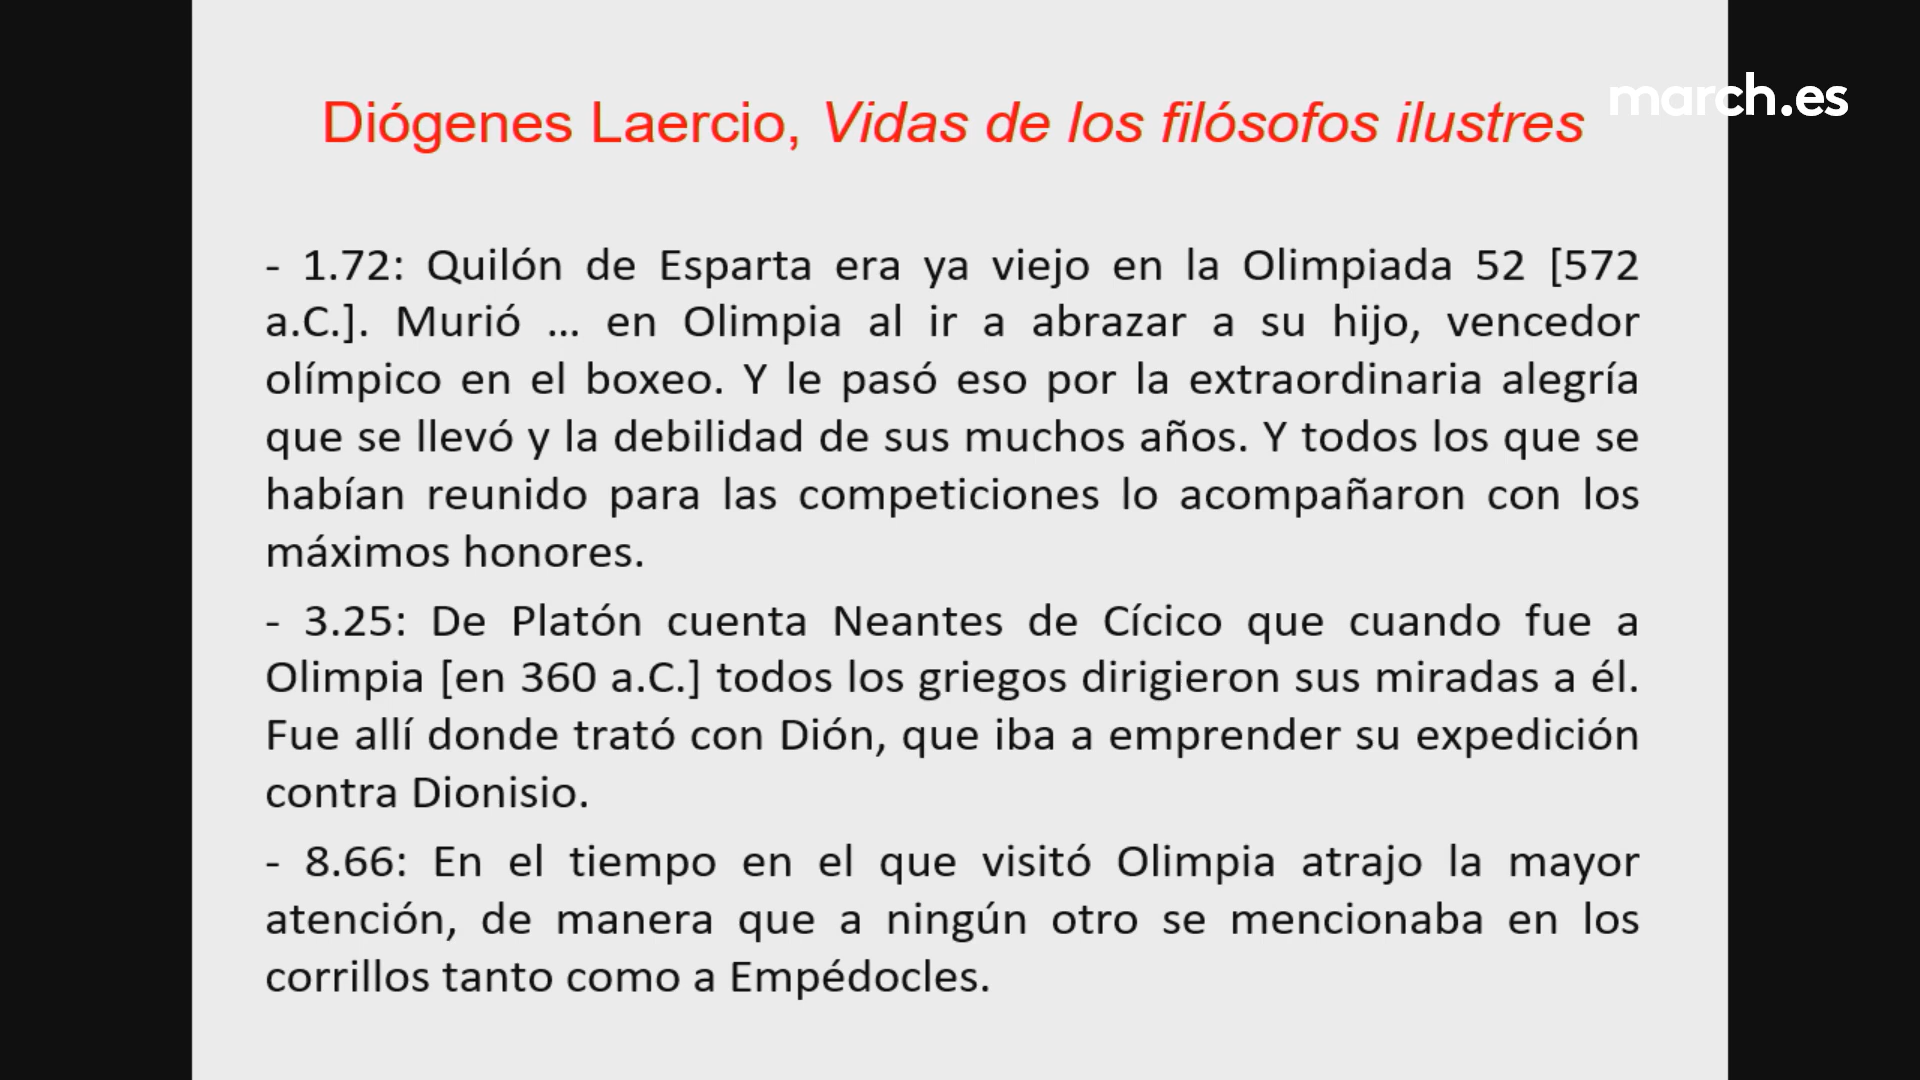 march.es
Diógenes Laercio, Vidas de los filósofos ilustres
- 1.72: Quilón de Esparta era ya viejo en la Olimpiada 52 [572
a.C.]. Murió ... en Olimpia al ir a abrazar a su hijo, vencedor
olímpico en el boxeo. Y le pasó eso por la extraordinaria alegría
que se llevó y la debilidad de sus muchos años. Y todos los que se
habían reunido para las competiciones lo acompañaron con los
máximos honores.
- 3.25: De Platón cuenta Neantes de Cícico que cuando fue a
Olimpia [en 360 a.C.] todos los griegos dirigieron sus miradas a él.
Fue allí donde trató con Dión, que iba a emprender su expedición
contra Dionisio.
- 8.66: En el tiempo en el que visitó Olimpia atrajo la mayor
atención, de manera que a ningún otro se mencionaba en los
corrillos tanto como a Empédocles.